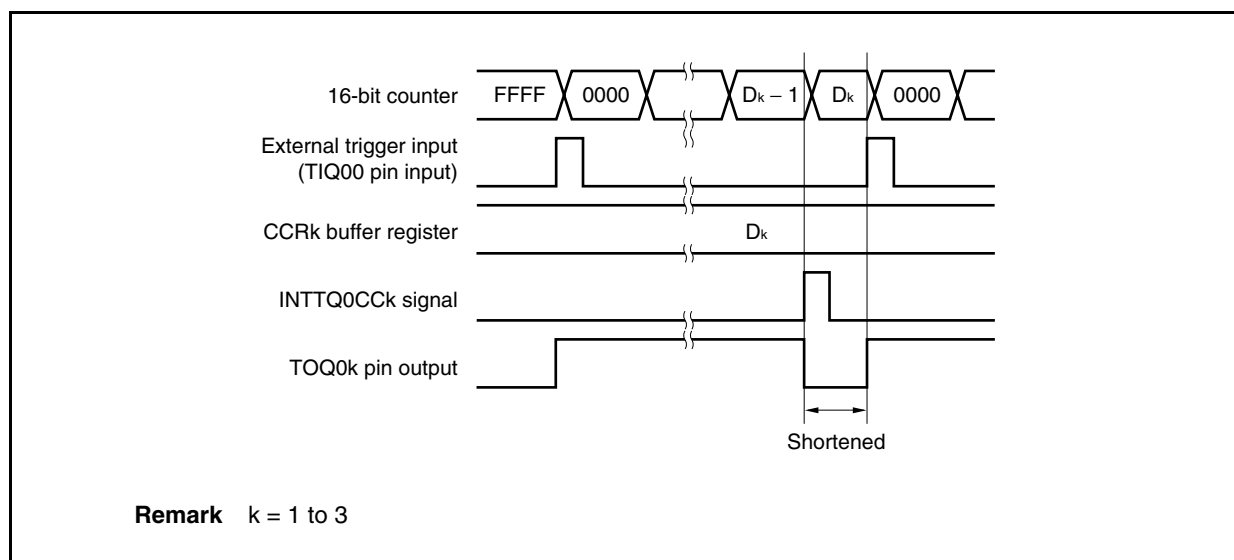 16-bit counter FFFF 0000 Dk − 1 Dk 0000
External trigger input
(TIQ00 pin input)
CCRk buffer register Dk
INTTQ0CCk signal
TOQ0k pin output
Shortened
Remark k = 1 to 3